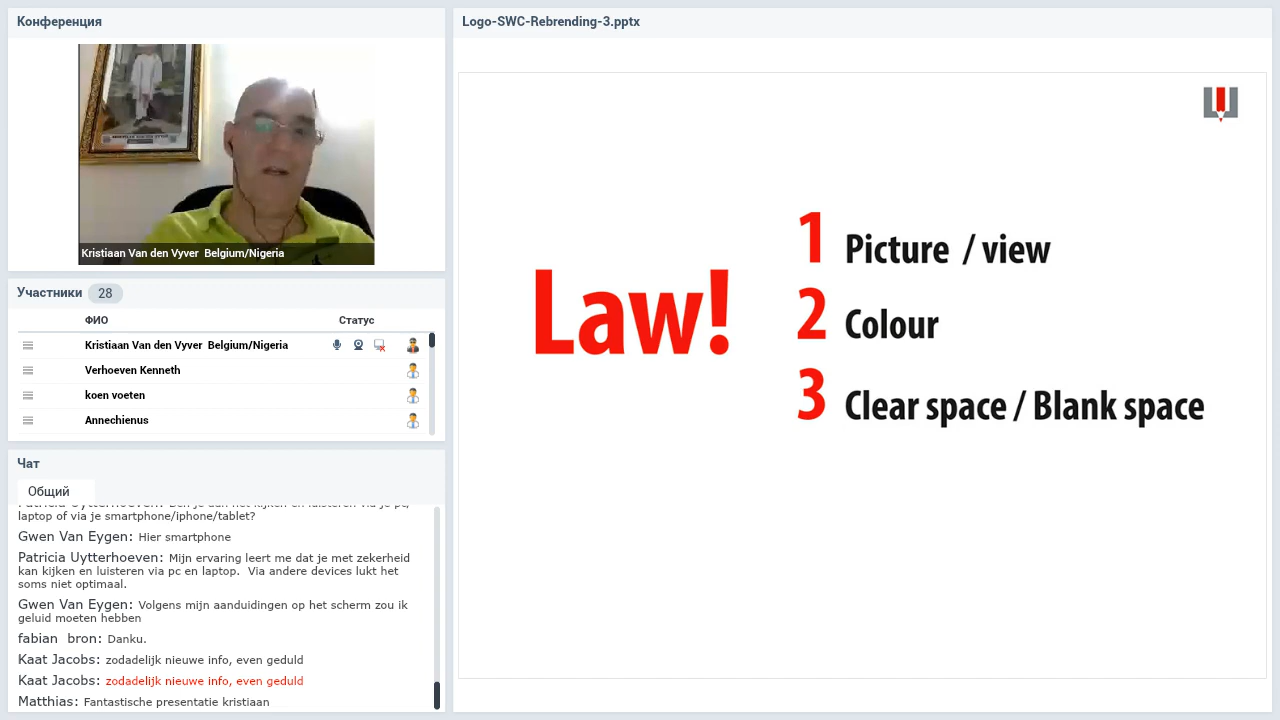 Конференция
Kristiaan Van den Vyver Belgium/Nigeria
Участники 28
ФИО Статус
Kristiaan Van den Vyver Belgium/Nigeria
Verhoeven Kenneth
koen voeten
Annechienus
Чат
Общий
laptop of via je smartphone/iphone/tablet?
Gwen Van Eygen: Hier smartphone
Patricia Uytterhoeven: Mijn ervaring leert me dat je met zekerheid
kan kijken en luisteren via pc en laptop. Via andere devices lukt het
soms niet optimaal.
Gwen Van Eygen: Volgens mijn aanduidingen op het scherm zou ik
geluid moeten hebben
fabian bron: Danku.
Kaat Jacobs: zodadelijk nieuwe info, even geduld
Kaat Jacobs: zodadelijk nieuwe info, even geduld
Matthias: Fantastische presentatie kristiaan
Logo-SWC-Rebrending-3.pptx
Law!
1 Picture / view
2 Colour
3 Clear space / Blank space